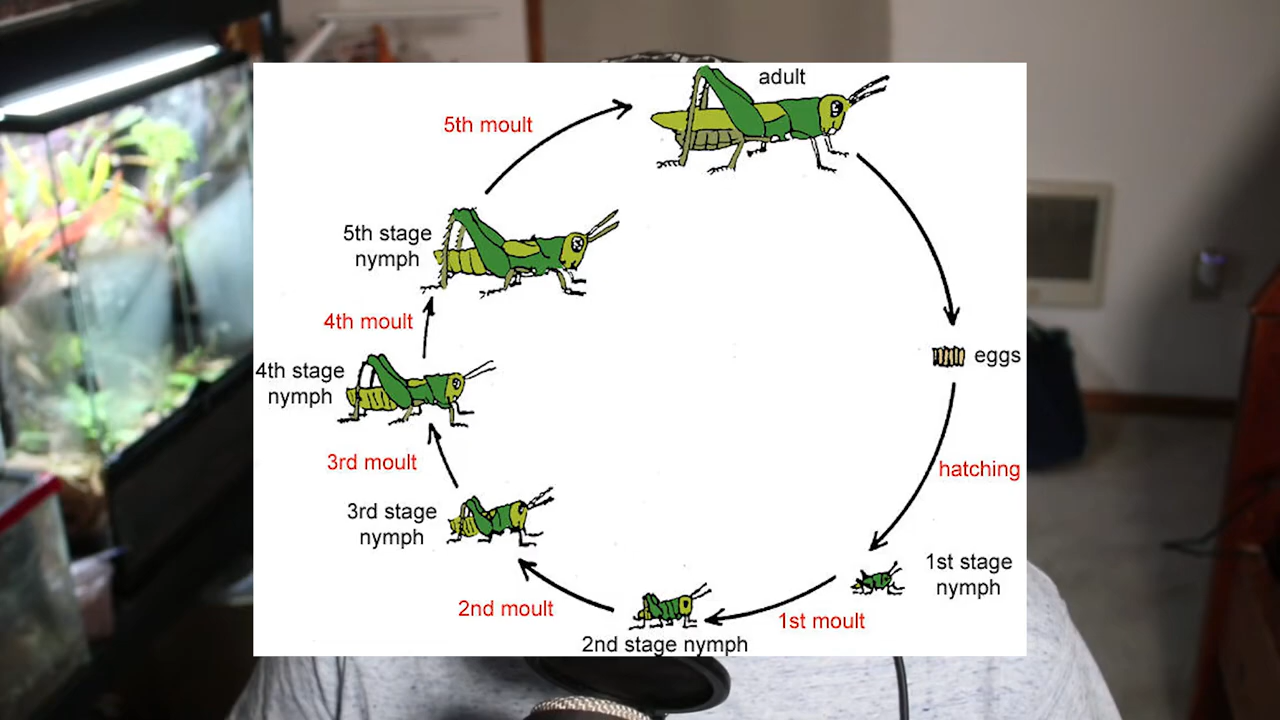 adult
5th moult
5th stage
nymph
4th moult
4th stage
nymph
3rd moult
3rd stage
nymph
2nd moult
2nd stage nymph
1st moult
1st stage
nymph
hatching
eggs